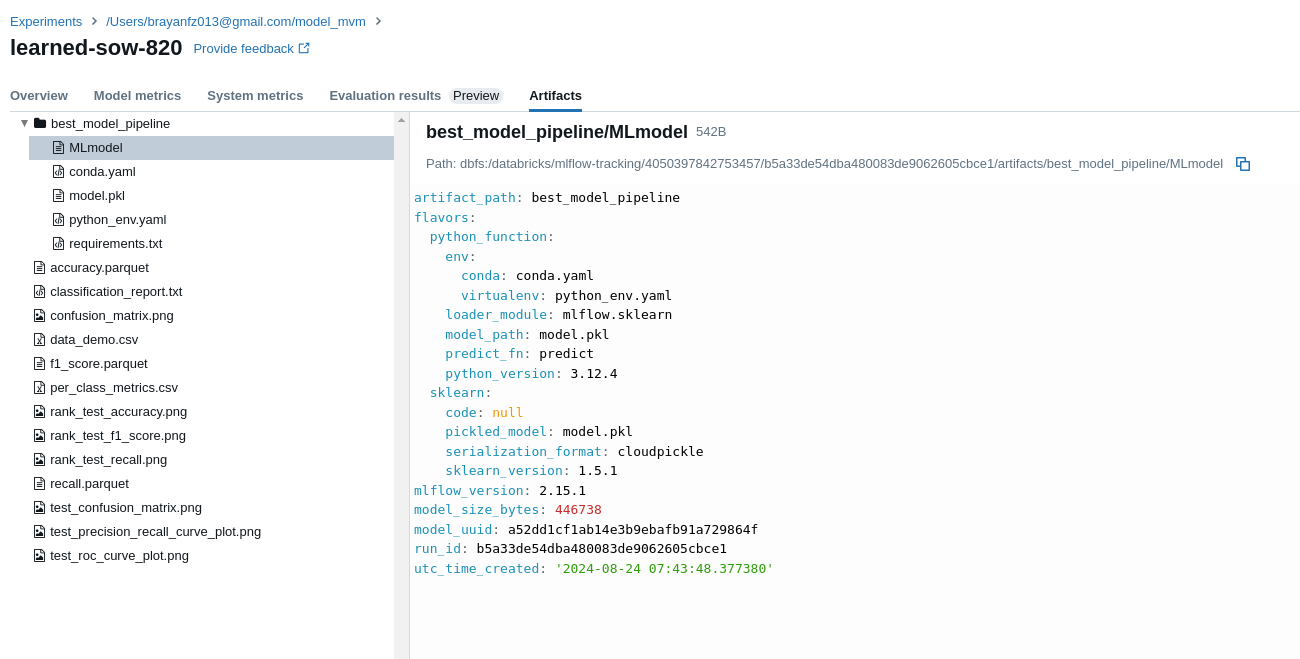 Experiments > /Users/brayanfz013@gmail.com/model_mvm >
learned-sow-820 Provide feedback
Overview Model metrics System metrics Evaluation results Preview Artifacts
best_model_pipeline
MLmodel
conda.yaml
model.pkl
python_env.yaml
requirements.txt
accuracy.parquet
classification_report.txt
confusion_matrix.png
data_demo.csv
f1_score.parquet
per_class_metrics.csv
rank_test_accuracy.png
rank_test_f1_score.png
rank_test_recall.png
recall.parquet
test_confusion_matrix.png
test_precision_recall_curve_plot.png
test_roc_curve_plot.png
best_model_pipeline/MLmodel 542B
Path: dbfs:/databricks/mlflow-tracking/4050397842753457/b5a33de54dba480083de9062605cbce1/artifacts/best_model_pipeline/MLmodel
artifact_path: best_model_pipeline
flavors:
  python_function:
    env:
      conda: conda.yaml
      virtualenv: python_env.yaml
    loader_module: mlflow.sklearn
    model_path: model.pkl
    predict_fn: predict
    python_version: 3.12.4
  sklearn:
    code: null
    pickled_model: model.pkl
    serialization_format: cloudpickle
    sklearn_version: 1.5.1
mlflow_version: 2.15.1
model_size_bytes: 446738
model_uuid: a52dd1cf1ab14e3b9ebafb91a729864f
run_id: b5a33de54dba480083de9062605cbce1
utc_time_created: '2024-08-24 07:43:48.377380'